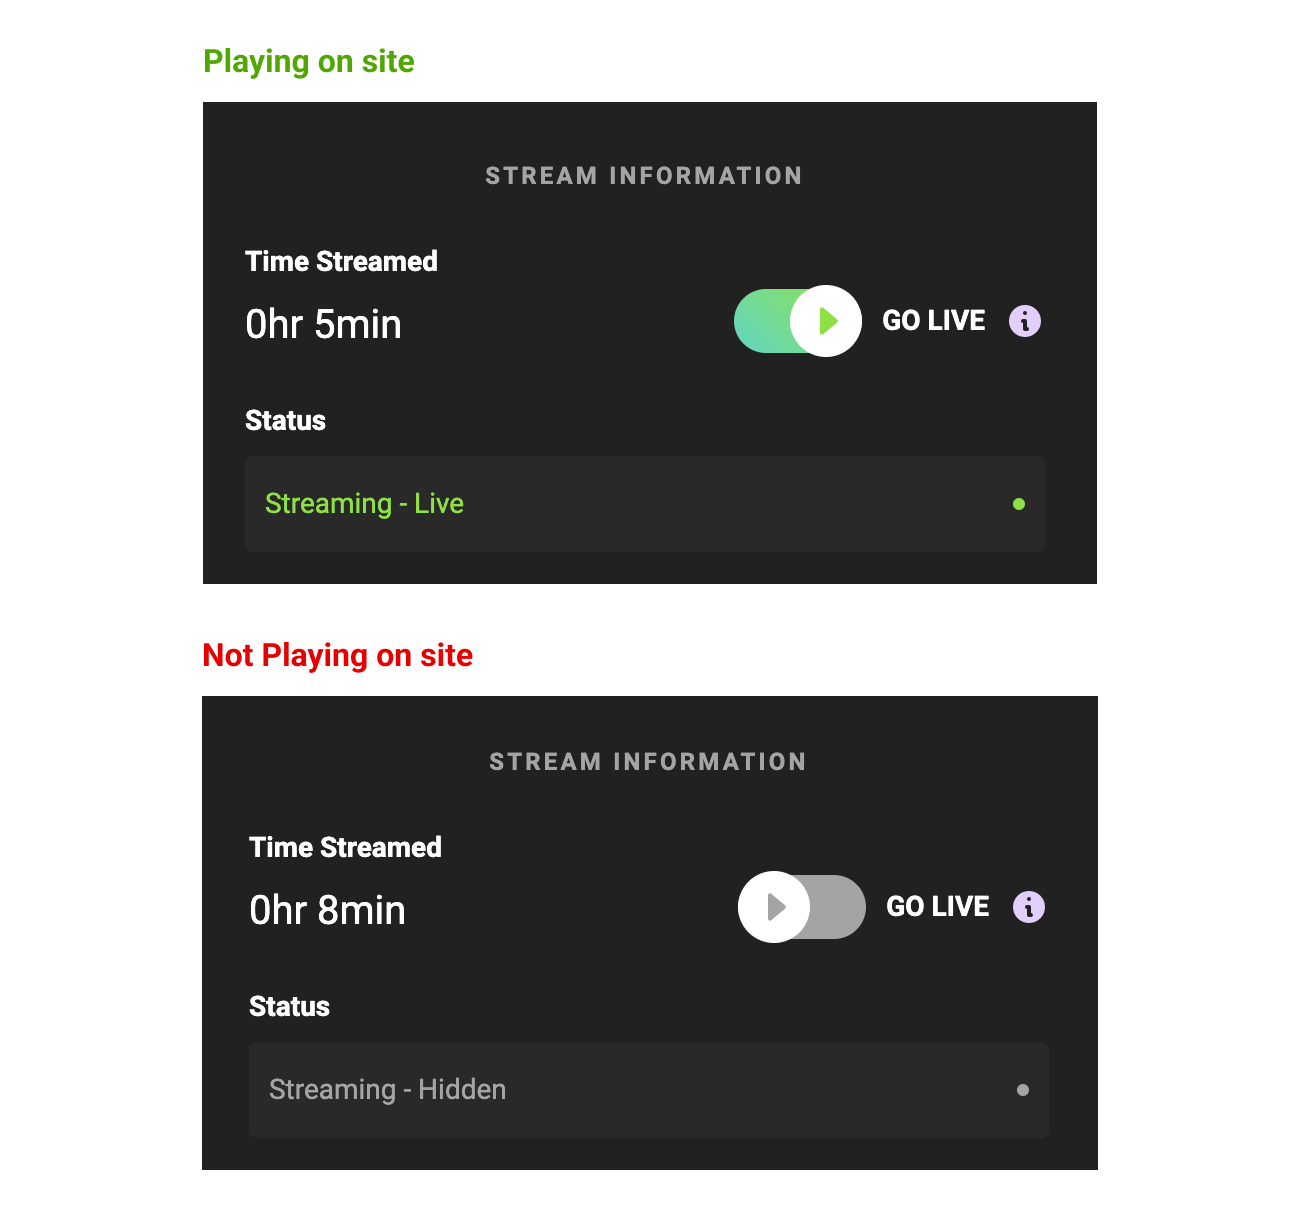 Playing on site
STREAM INFORMATION
Time Streamed
0hr 5min
GO LIVE
Status
Streaming - Live
Not Playing on site
STREAM INFORMATION
Time Streamed
0hr 8min
GO LIVE
Status
Streaming - Hidden